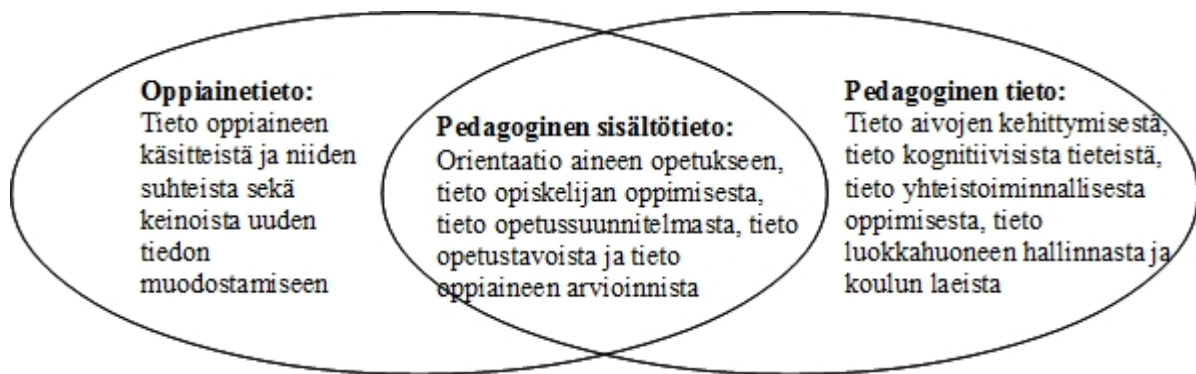 Oppiainetieto:
Tieto oppiaineen
käsitteistä ja niiden
suhteista sekä
keinoista uuden
tiedon
muodostamiseen
Pedagoginen sisältötieto:
Orientaatio aineen opetukseen,
tieto opiskelijan oppimisesta,
tieto opetussuunnitelmasta, tieto
opetustavoista ja tieto
oppiaineen arvioinnista
Pedagoginen tieto:
Tieto aivojen kehittymisestä,
tieto kognitiivisista tieteistä,
tieto yhteistoiminnallisesta
oppimisesta, tieto
luokkahuoneen hallinnasta ja
koulun laeista